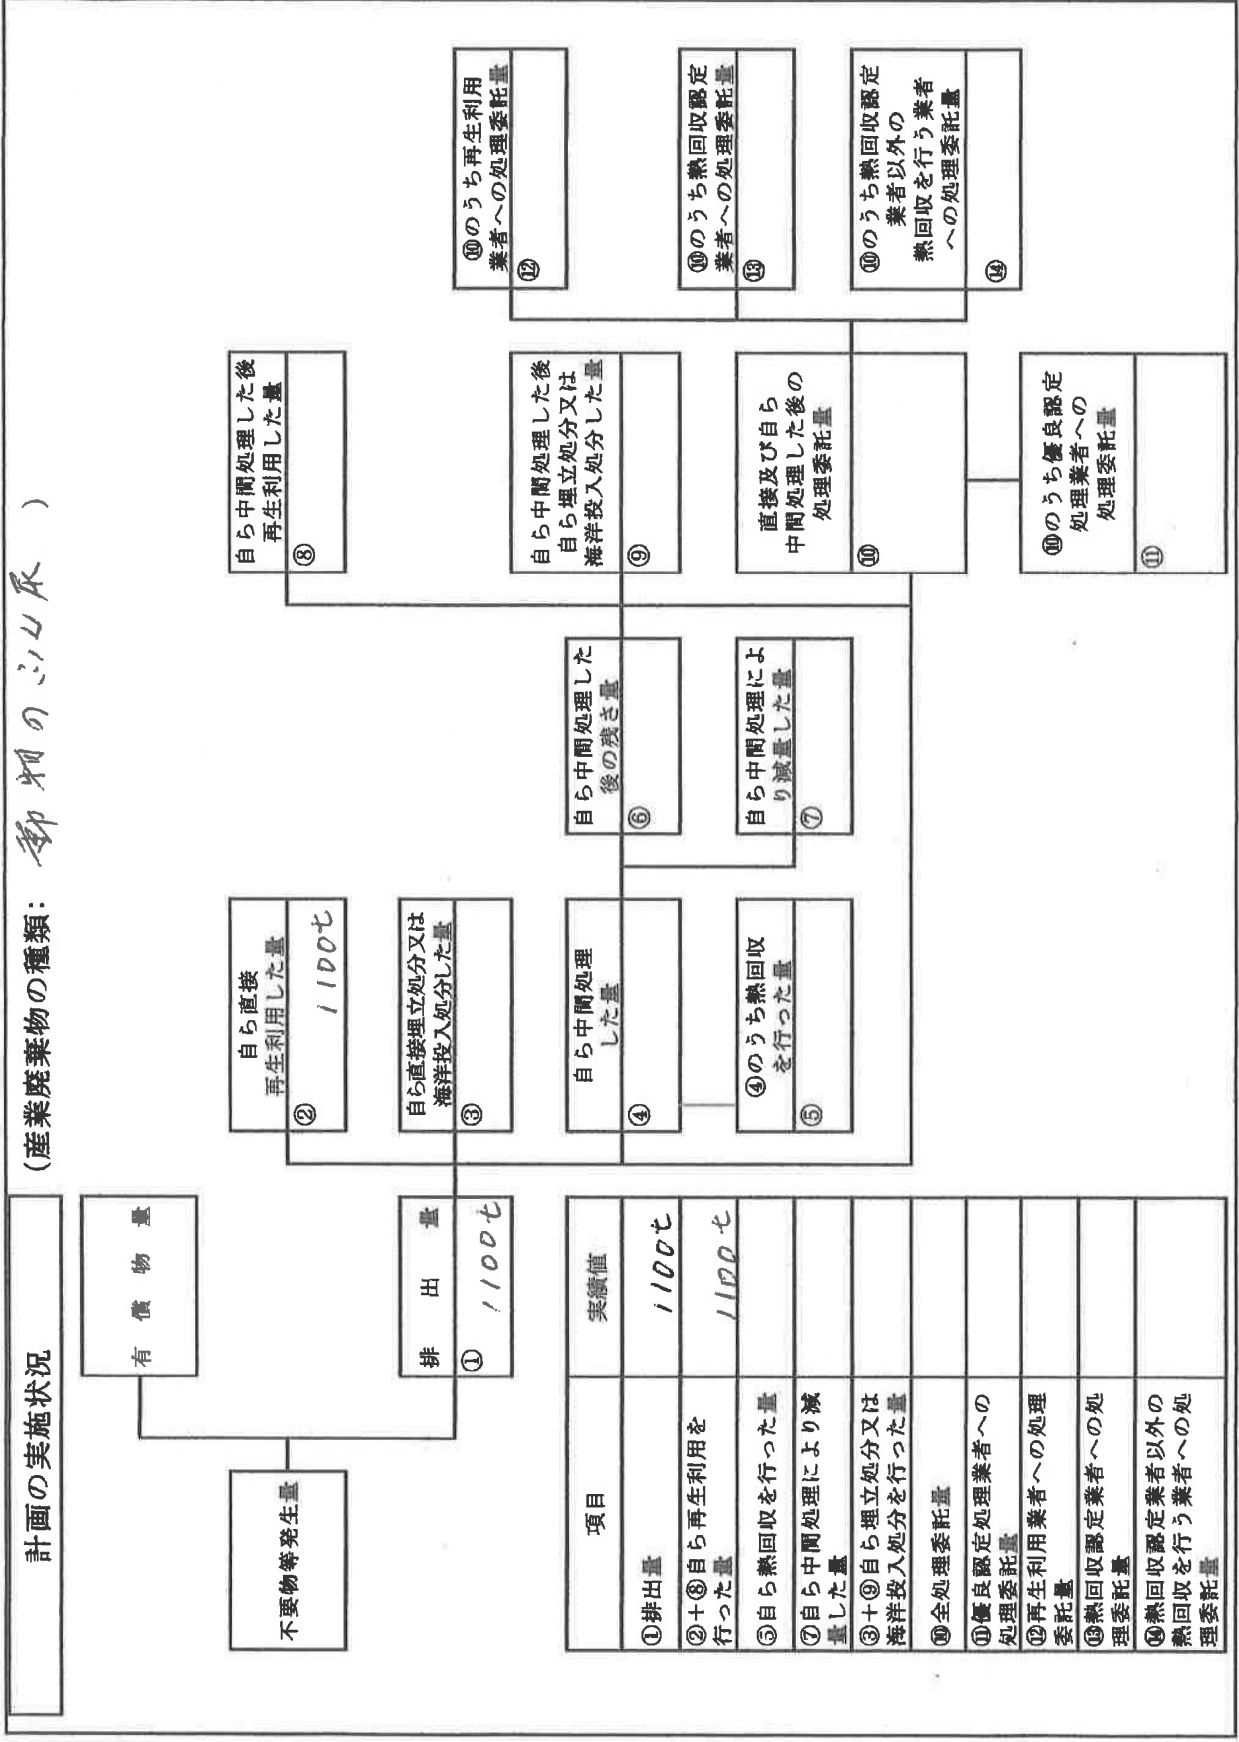 計画の実施状況
(産業廃棄物の種類： 動物のふん尿 )
不要物等発生量
有償物量
排出量
① 1100t
自ら直接
再生利用した量
② 1100t
自ら直接埋立処分又は
海洋投入処分した量
③
自ら中間処理
した量
④
④のうち熱回収
を行った量
⑤
自ら中間処理した
後の残さ量
⑥
自ら中間処理によ
り減量した量
⑦
自ら中間処理した後
再生利用した量
⑧
自ら中間処理した後
自ら埋立処分又は
海洋投入処分した量
⑨
直接及び自ら
中間処理した後の
処理委託量
⑩
⑩のうち優良認定
処理業者への
処理委託量
⑪
⑩のうち再生利用
業者への処理委託量
⑫
⑩のうち熱回収認定
業者への処理委託量
⑬
⑩のうち熱回収認定
業者以外の
熱回収を行う業者
への処理委託量
⑭
項目 実績値
①排出量 1100t
②＋⑧自ら再生利用を
行った量 1100t
⑤自ら熱回収を行った量
⑦自ら中間処理により減
量した量
③＋⑨自ら埋立処分又は
海洋投入処分を行った量
⑩全処理委託量
⑪優良認定処理業者への
処理委託量
⑫再生利用業者への処理
委託量
⑬熱回収認定業者への処
理委託量
⑭熱回収認定業者以外の
熱回収を行う業者への処
理委託量